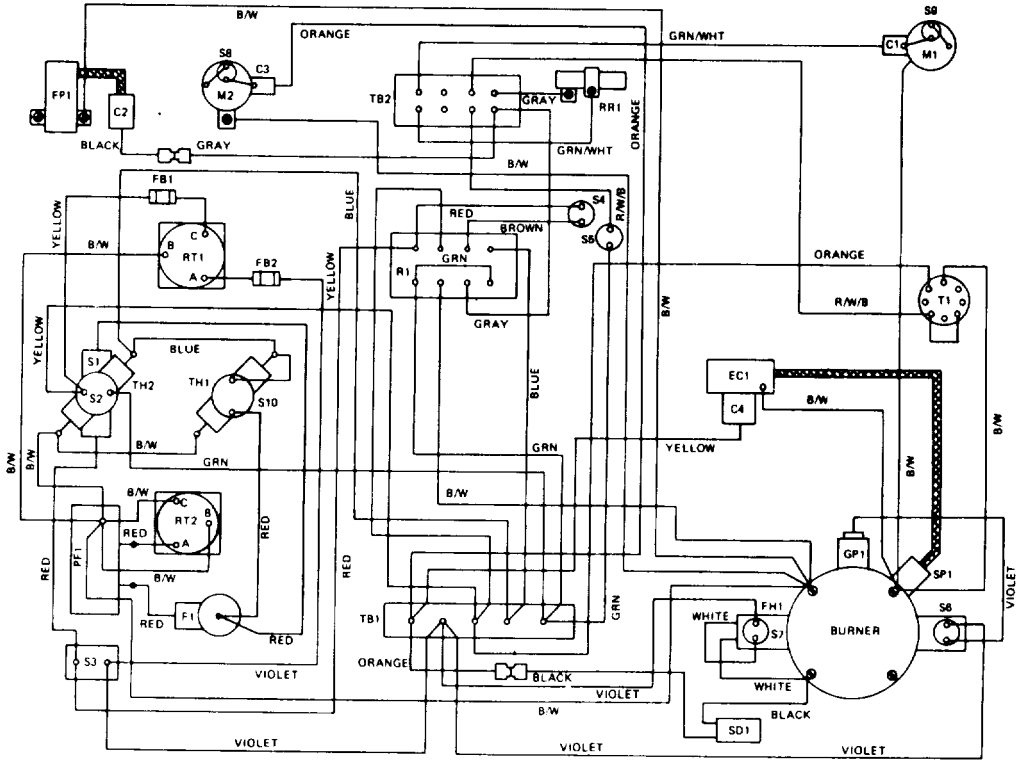 B/W
ORANGE
GRN/WHT
S9
C1
M1
S8
C3
M2
FP1
C2
TB2
GRAY
RR1
ORANGE
BLACK
GRAY
GRN/WHT
B/W
FB1
YELLOW
B/W
C
B
RT1
A
FB2
BLUE
YELLOW
RED
S4
BROWN
S5
R/W/B
GRN
R1
GRAY
B/W
ORANGE
R/W/B
T1
YELLOW
S1
BLUE
TH2
TH1
S2
S10
BLUE
EC1
C4
B/W
B/W
B/W
B/W
B/W
GRN
GRN
YELLOW
B/W
B/W
B/W
C
RT2
B
A
RED
PF1
B/W
RED
RED
RED
RED
F1
RED
GP1
SP1
VIOLET
TB1
GRN
FH1
WHITE
S7
BURNER
S6
S3
VIOLET
ORANGE
BLACK
VIOLET
WHITE
B/W
BLACK
SD1
VIOLET
VIOLET
VIOLET